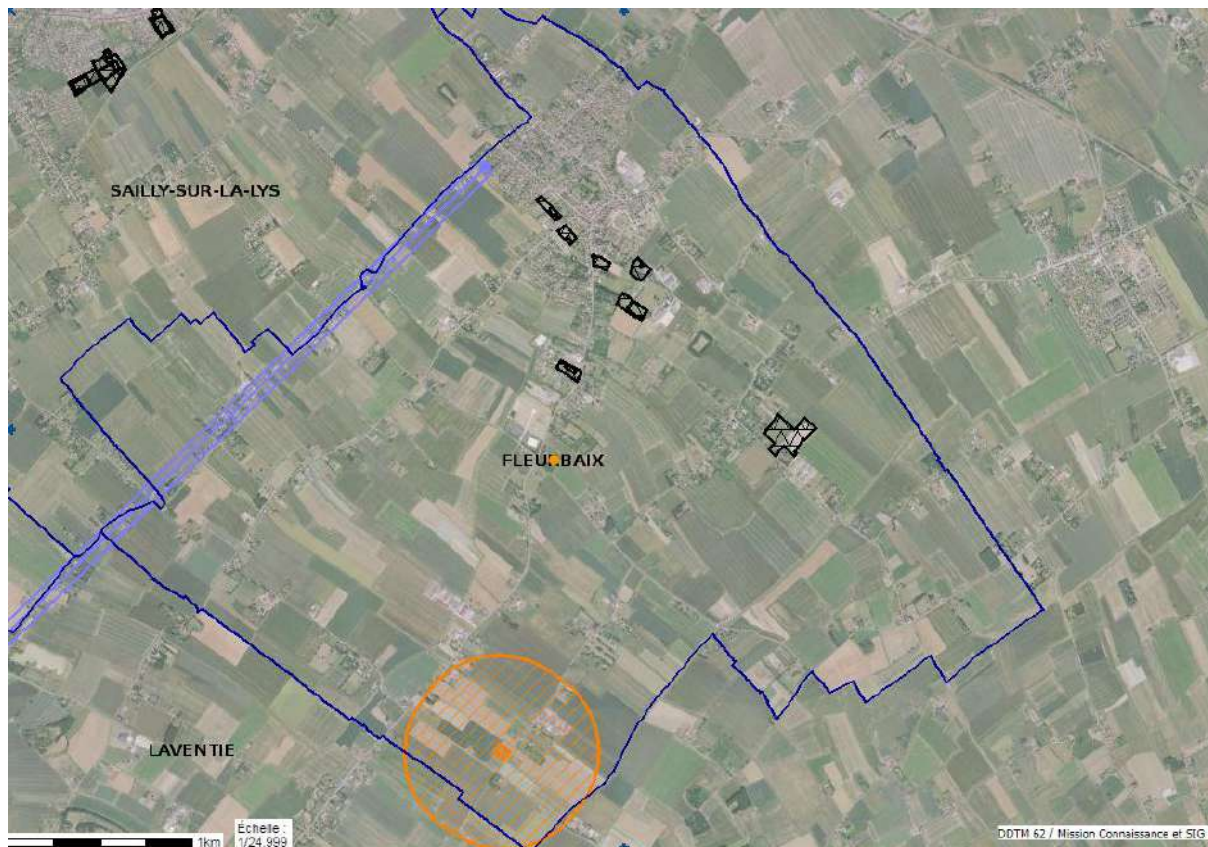 SAILLY-SUR-LA-LYS
FLEURBAIX
LAVENTIE
1km
Échelle :
1/24 999
DDTM 62 / Mission Connaissance et SIG